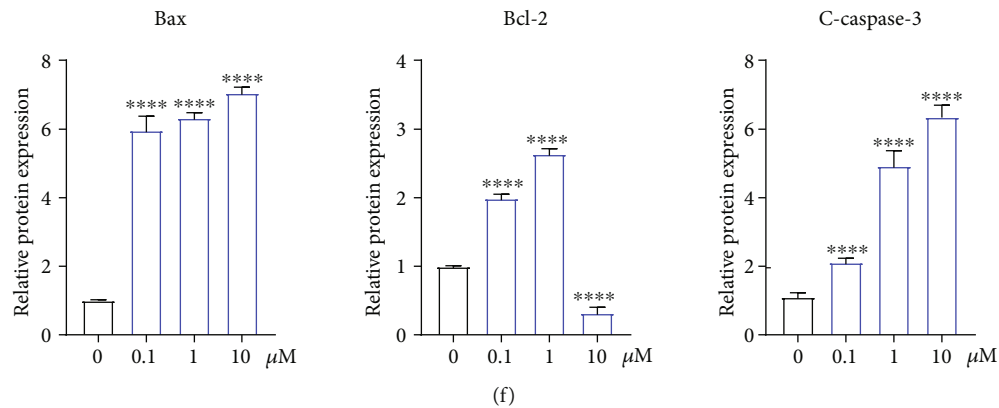 Bax
Relative protein expression
8
6
4
2
0
****
****
****
0 0.1 1 10 μM
Bcl-2
Relative protein expression
4
3
2
1
0
****
****
****
0 0.1 1 10 μM
C-caspase-3
Relative protein expression
8
6
4
2
0
****
****
****
0 0.1 1 10 μM
(f)